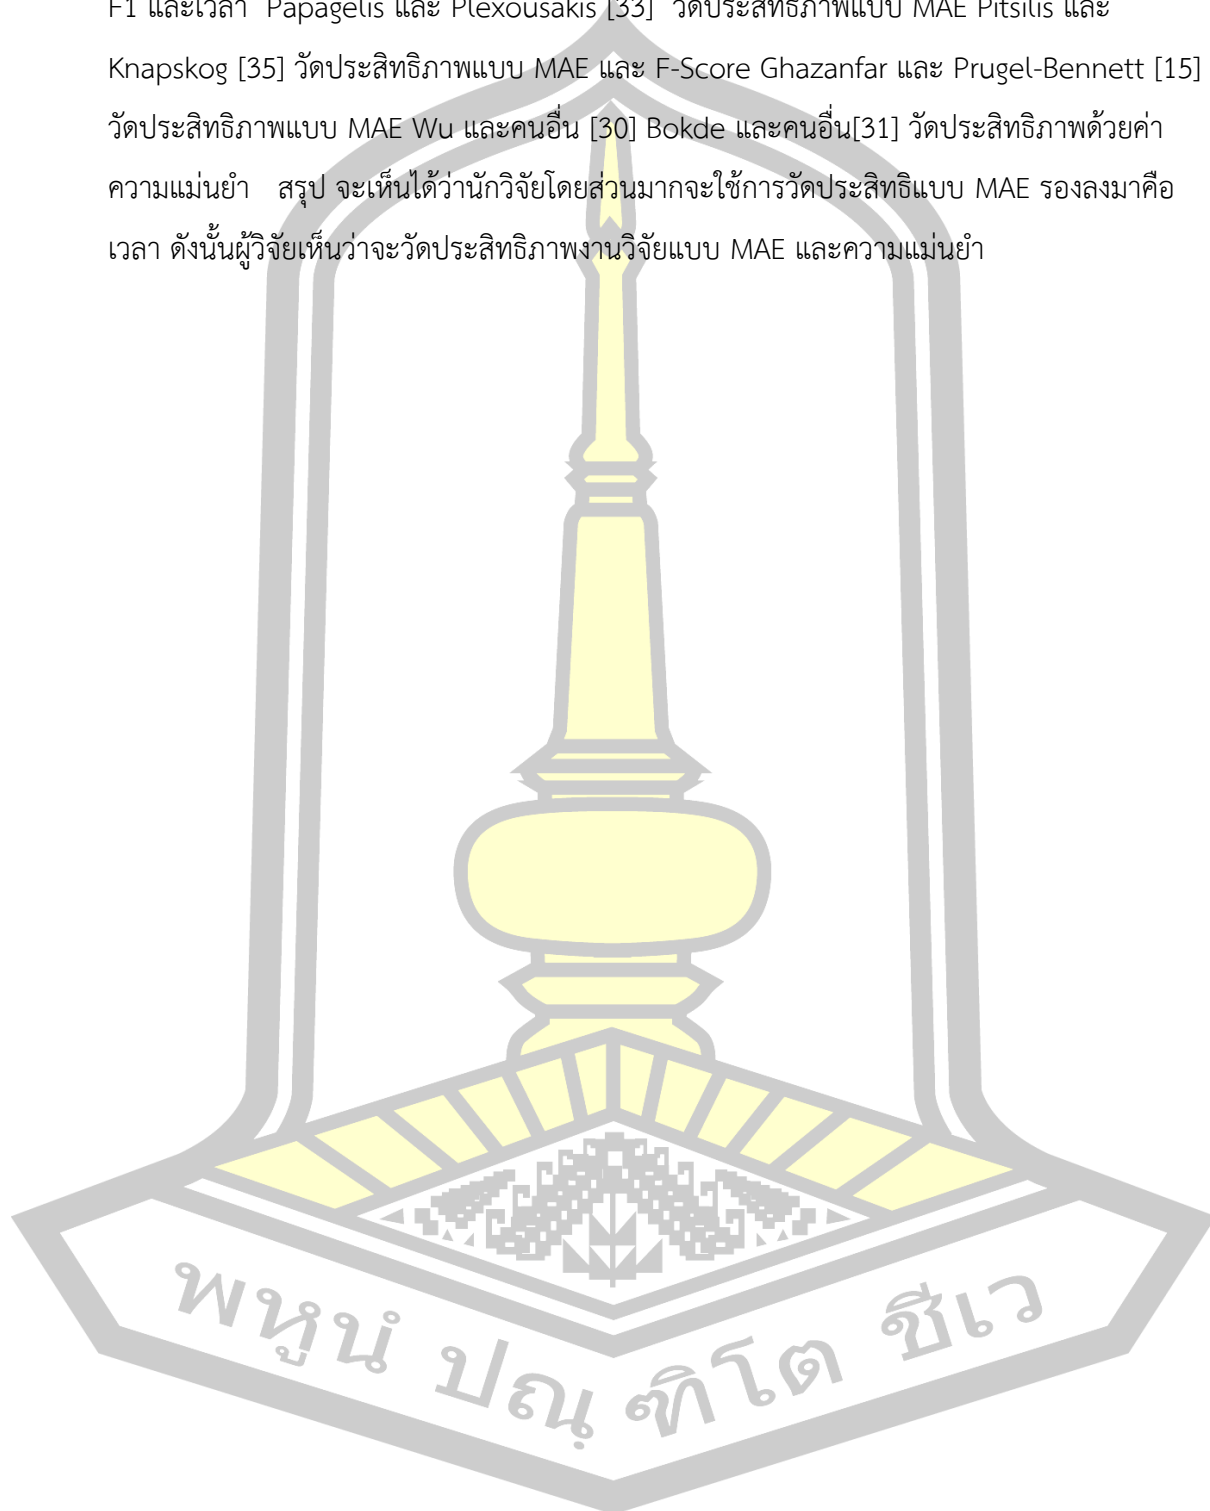 F1 และเวลา Papagelis และ Plexousakis [33] วัดประสิทธิภาพแบบ MAE Pitsilis และ
Knapskog [35] วัดประสิทธิภาพแบบ MAE และ F-Score Ghazanfar และ Prugel-Bennett [15]
วัดประสิทธิภาพแบบ MAE Wu และคนอื่น [30] Bokde และคนอื่น[31] วัดประสิทธิภาพด้วยค่า
ความแม่นยำ สรุป จะเห็นได้ว่านักวิจัยโดยส่วนมากจะใช้การวัดประสิทธิแบบ MAE รองลงมาคือ
เวลา ดังนั้นผู้วิจัยเห็นว่าจะวัดประสิทธิภาพงานวิจัยแบบ MAE และความแม่นยำ
พหูนํ ปณฺฑิโต ชีเว